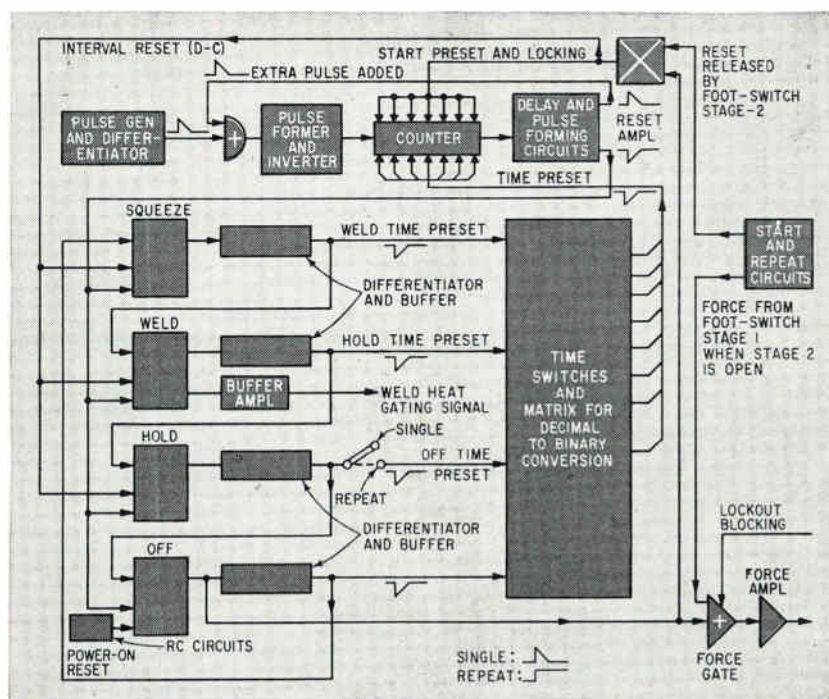 INTERVAL RESET (D-C)
START PRESET AND LOCKING
EXTRA PULSE ADDED
RESET
RELEASED
BY
FOOT-SWITCH
STAGE-2
PULSE GEN
AND DIFFER-
ENTIATOR
+
PULSE
FORMER
AND
INVERTER
COUNTER
DELAY AND
PULSE
FORMING
CIRCUITS
RESET
AMPL
TIME PRESET
SQUEEZE
WELD TIME PRESET
DIFFERENTIATOR
AND BUFFER
START
AND
REPEAT
CIRCUITS
WELD
HOLD TIME PRESET
BUFFER
AMPL
WELD HEAT
GATING SIGNAL
TIME
SWITCHES
AND
MATRIX FOR
DECIMAL
TO BINARY
CONVERSION
FORCE FROM
FOOT-SWITCH
STAGE 1
WHEN STAGE 2
IS OPEN
HOLD
SINGLE
OFF TIME
PRESET
REPEAT
DIFFERENTIATOR
AND BUFFER
LOCKOUT
BLOCKING
OFF
FORCE
AMPL
+
RC CIRCUITS
POWER-ON
RESET
SINGLE:
REPEAT:
FORCE
GATE